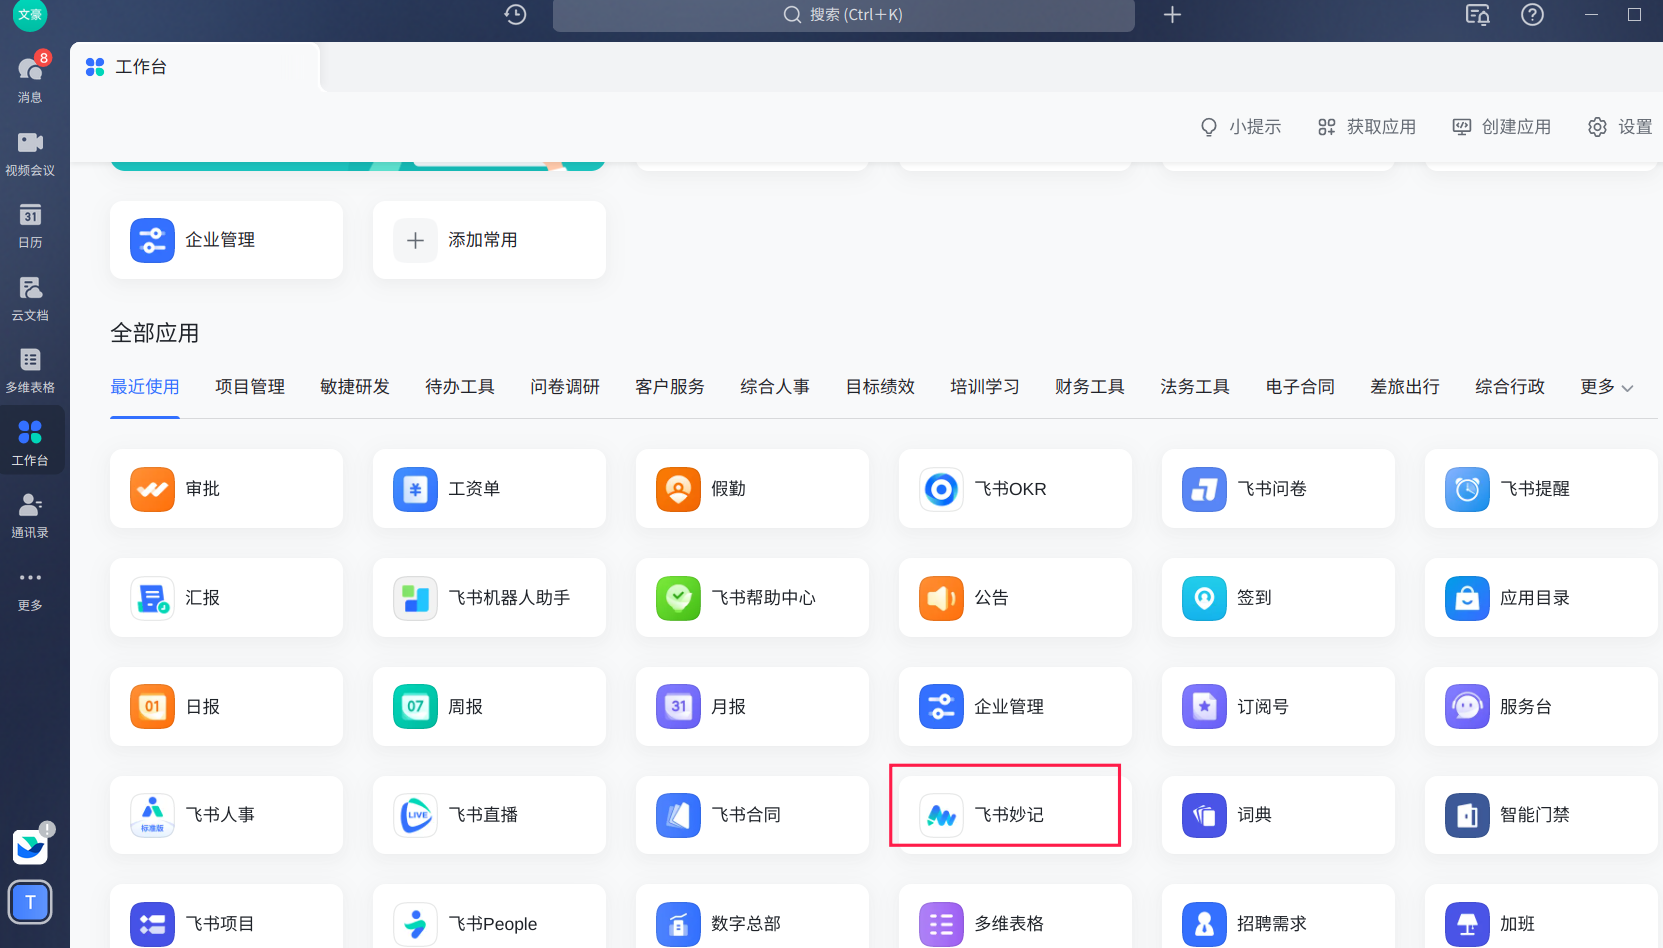 文豪
搜索 (Ctrl+K)
8
消息
视频会议
31
日历
云文档
多维表格
工作台
通讯录
更多
!
T
工作台
小提示
获取应用
创建应用
设置
企业管理
添加常用
全部应用
最近使用
项目管理
敏捷研发
待办工具
问卷调研
客户服务
综合人事
目标绩效
培训学习
财务工具
法务工具
电子合同
差旅出行
综合行政
更多
审批
¥
工资单
假勤
飞书OKR
飞书问卷
飞书提醒
汇报
飞书机器人助手
飞书帮助中心
公告
签到
应用目录
01
日报
07
周报
31
月报
企业管理
订阅号
服务台
标准版
飞书人事
LIVE
飞书直播
飞书合同
飞书妙记
词典
智能门禁
飞书项目
飞书People
数字总部
多维表格
招聘需求
加班